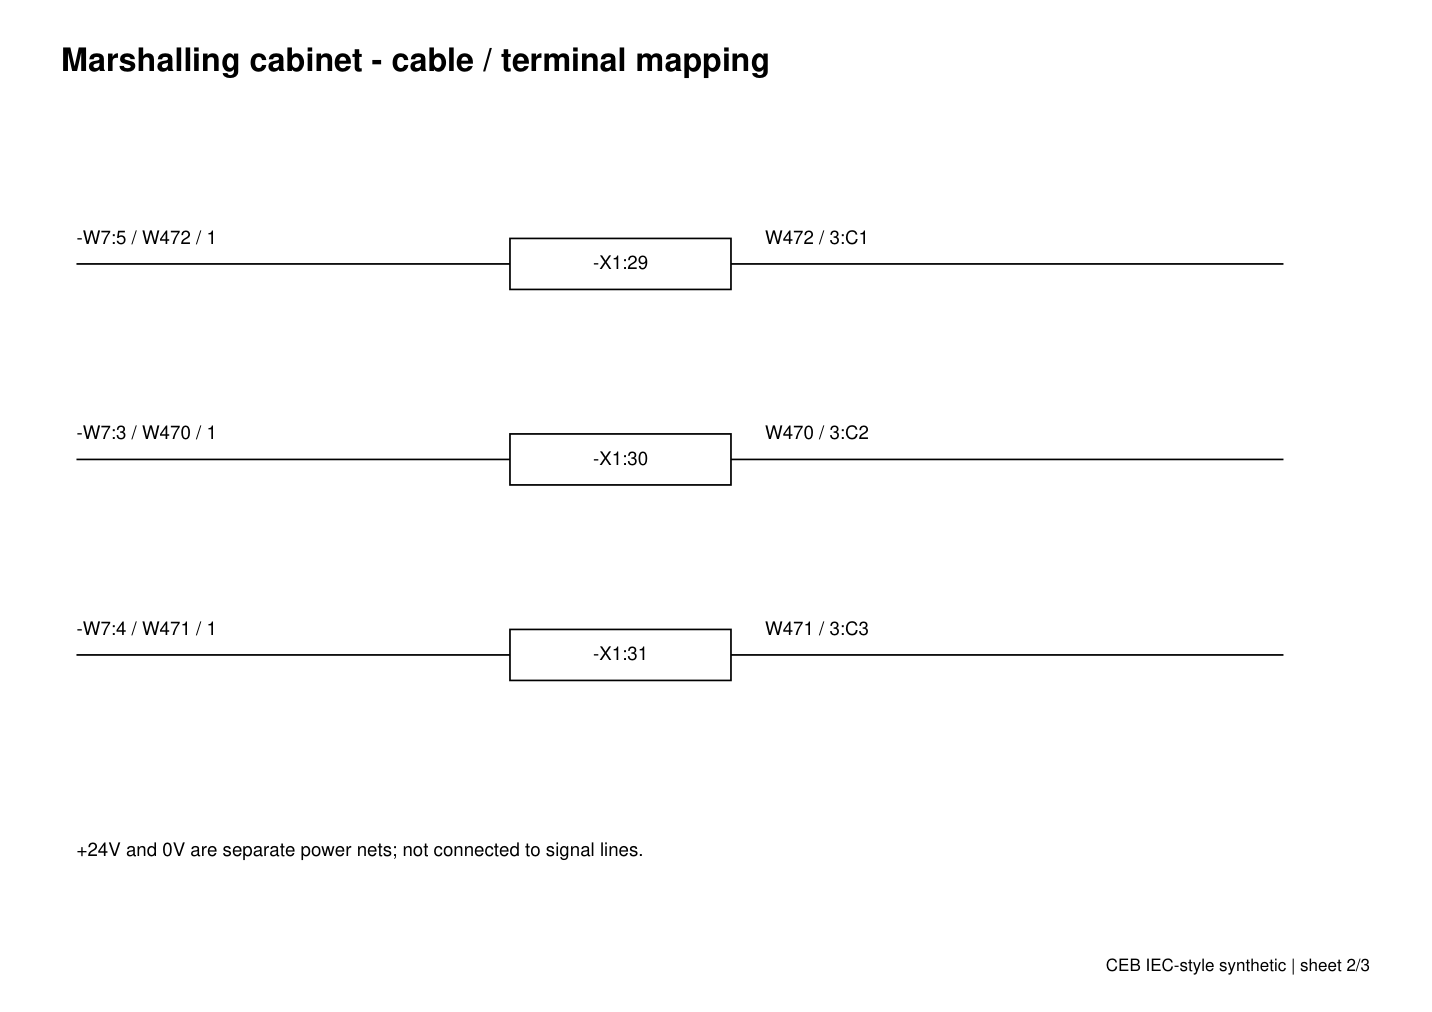 Marshalling cabinet - cable / terminal mapping
-W7:5 / W472 / 1
-X1:29
W472 / 3:C1
-W7:3 / W470 / 1
-X1:30
W470 / 3:C2
-W7:4 / W471 / 1
-X1:31
W471 / 3:C3
+24V and 0V are separate power nets; not connected to signal lines.
CEB IEC-style synthetic | sheet 2/3